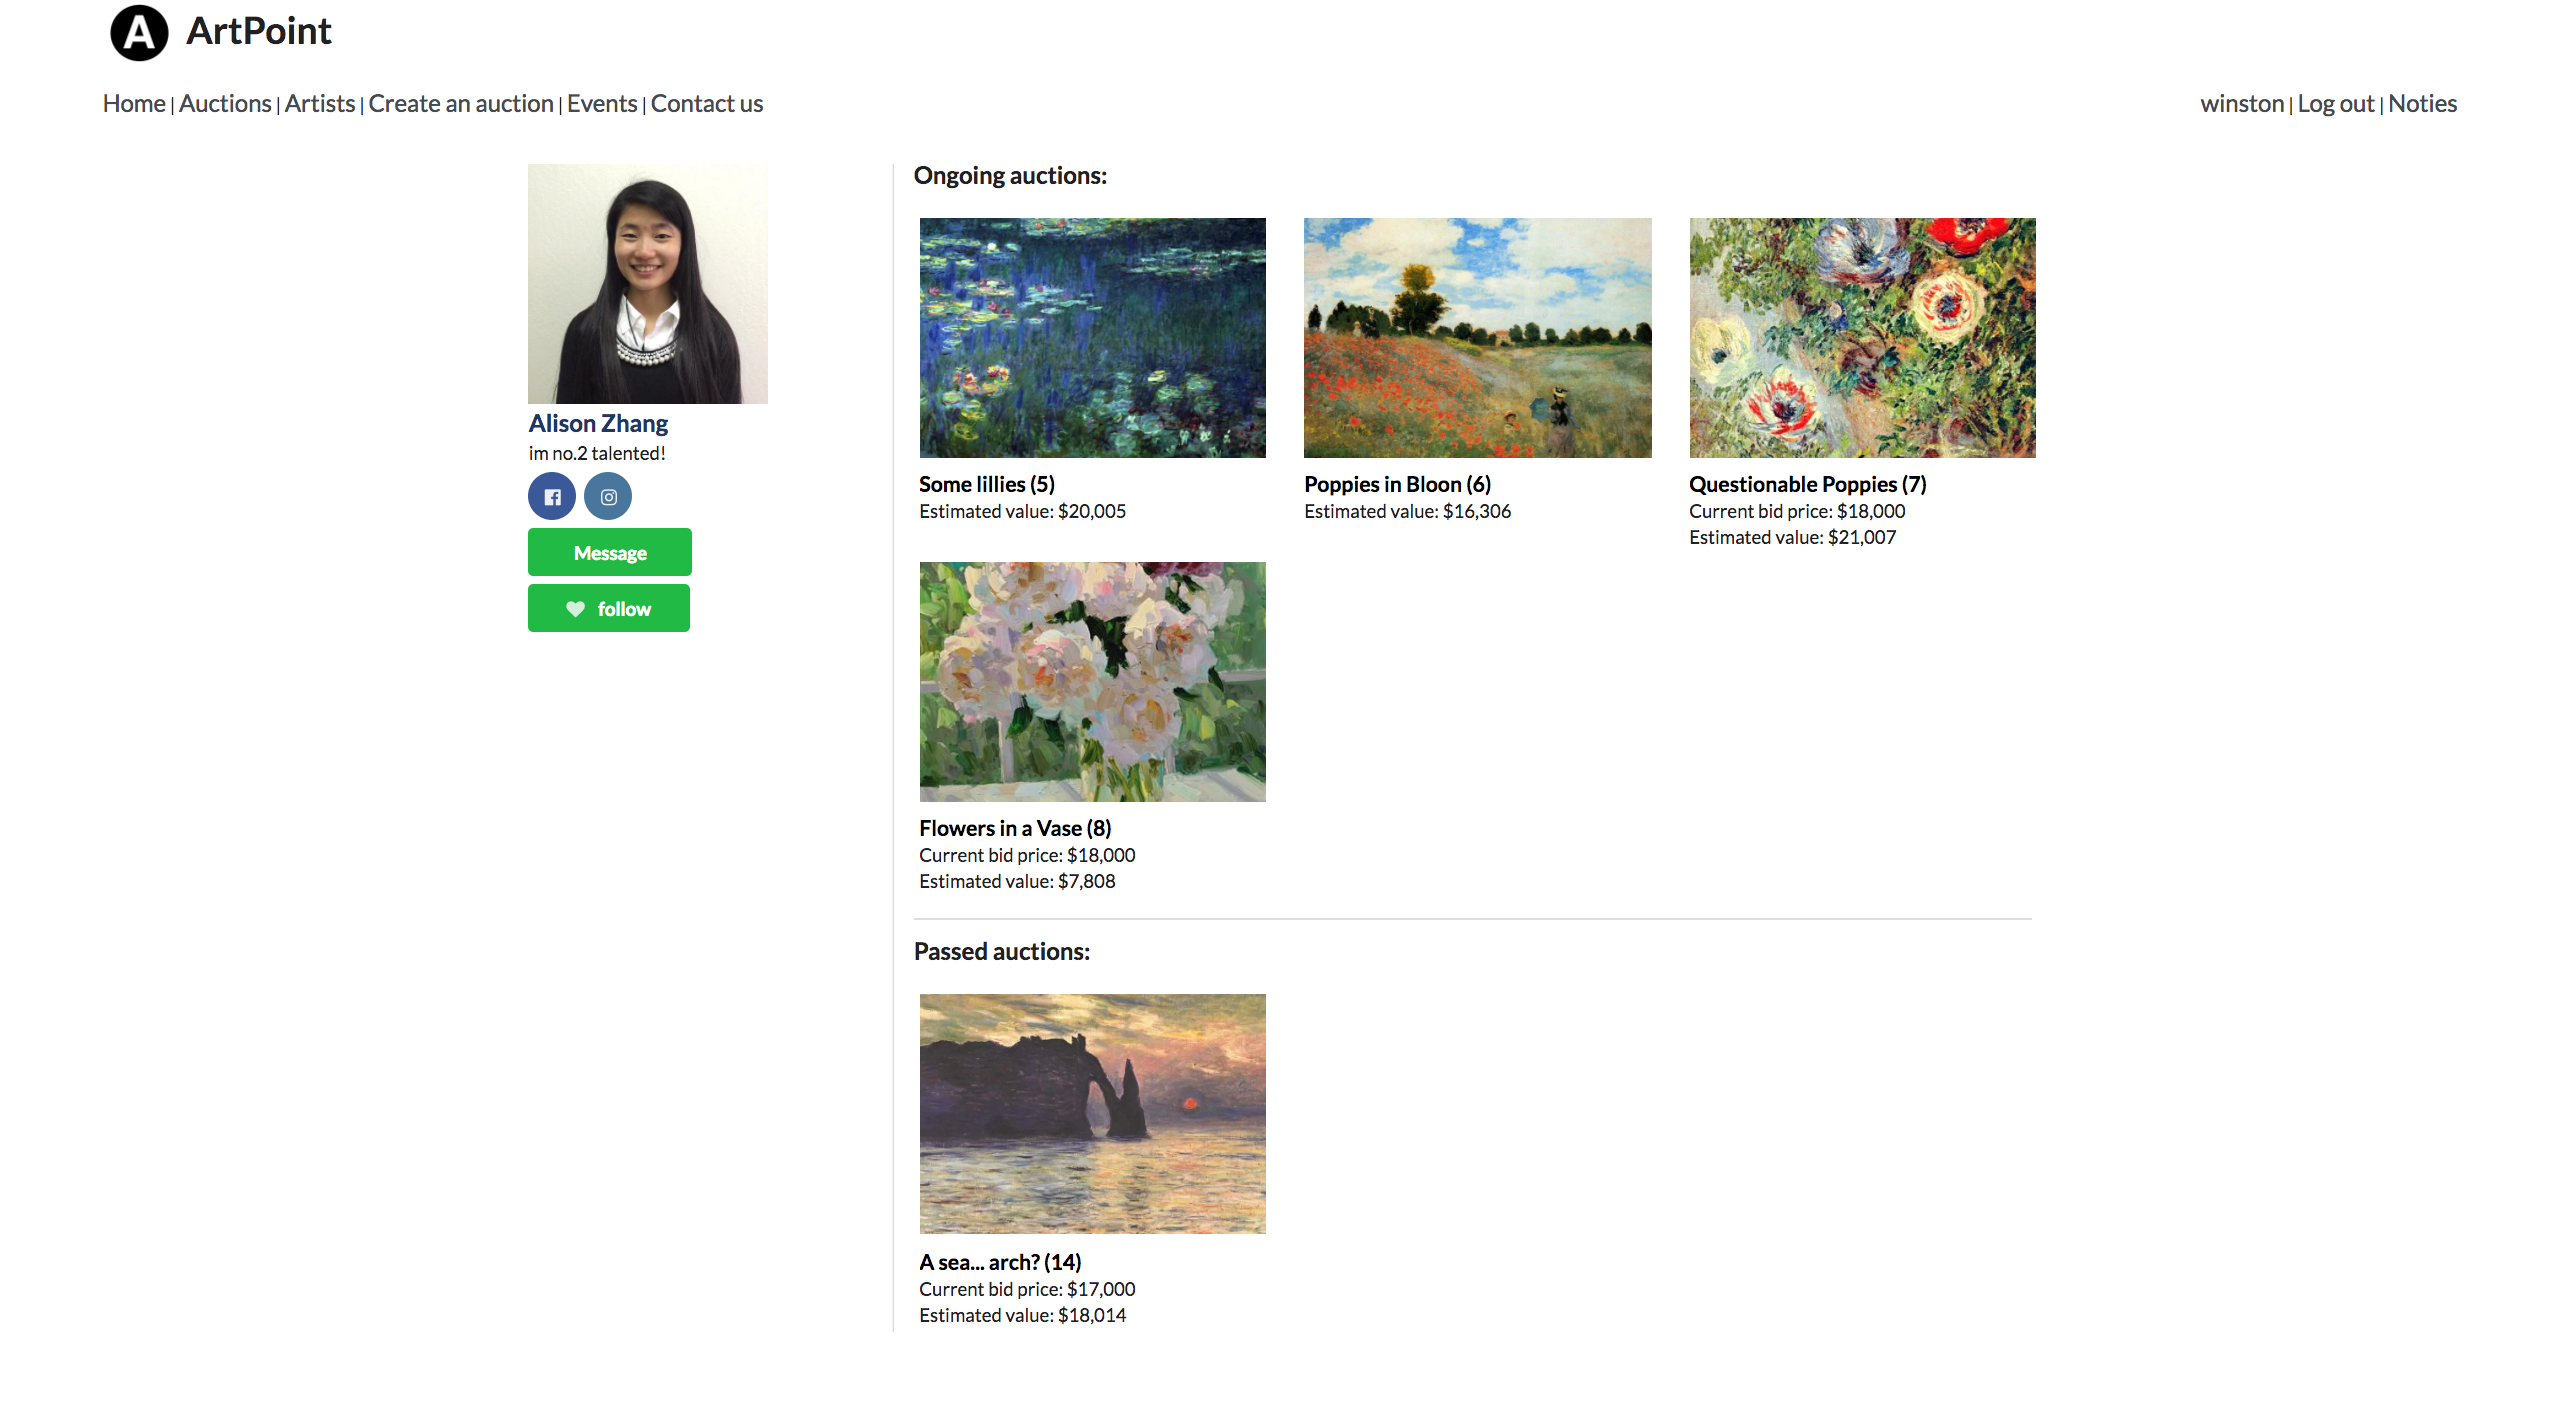 A ArtPoint
Home | Auctions | Artists | Create an auction | Events | Contact us
winston | Log out | Noties
Alison Zhang
im no.2 talented!
Message
follow
Ongoing auctions:
Some lillies (5)
Estimated value: $20,005
Poppies in Bloon (6)
Estimated value: $16,306
Questionable Poppies (7)
Current bid price: $18,000
Estimated value: $21,007
Flowers in a Vase (8)
Current bid price: $18,000
Estimated value: $7,808
Passed auctions:
A sea... arch? (14)
Current bid price: $17,000
Estimated value: $18,014